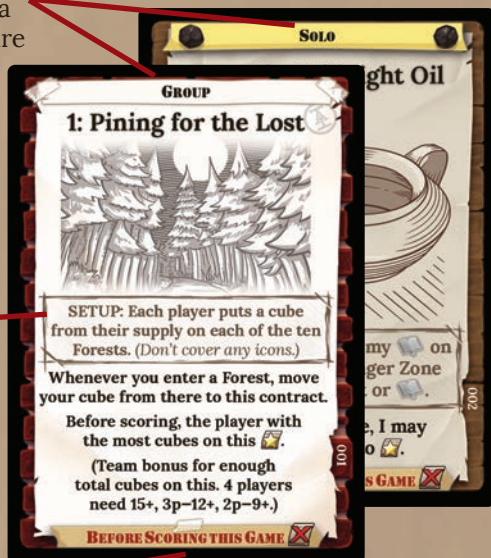 a
re
SOLO
ght Oil
GROUP
1: Pining for the Lost
SETUP: Each player puts a cube
from their supply on each of the ten
Forests. (Don't cover any icons.)
Whenever you enter a Forest, move
your cube from there to this contract.
Before scoring, the player with
the most cubes on this .
(Team bonus for enough
total cubes on this. 4 players
need 15+, 3p–12+, 2p–9+.)
001
BEFORE SCORING THIS GAME
my on
ger Zone
or .
002
e, I may
o .
S GAME